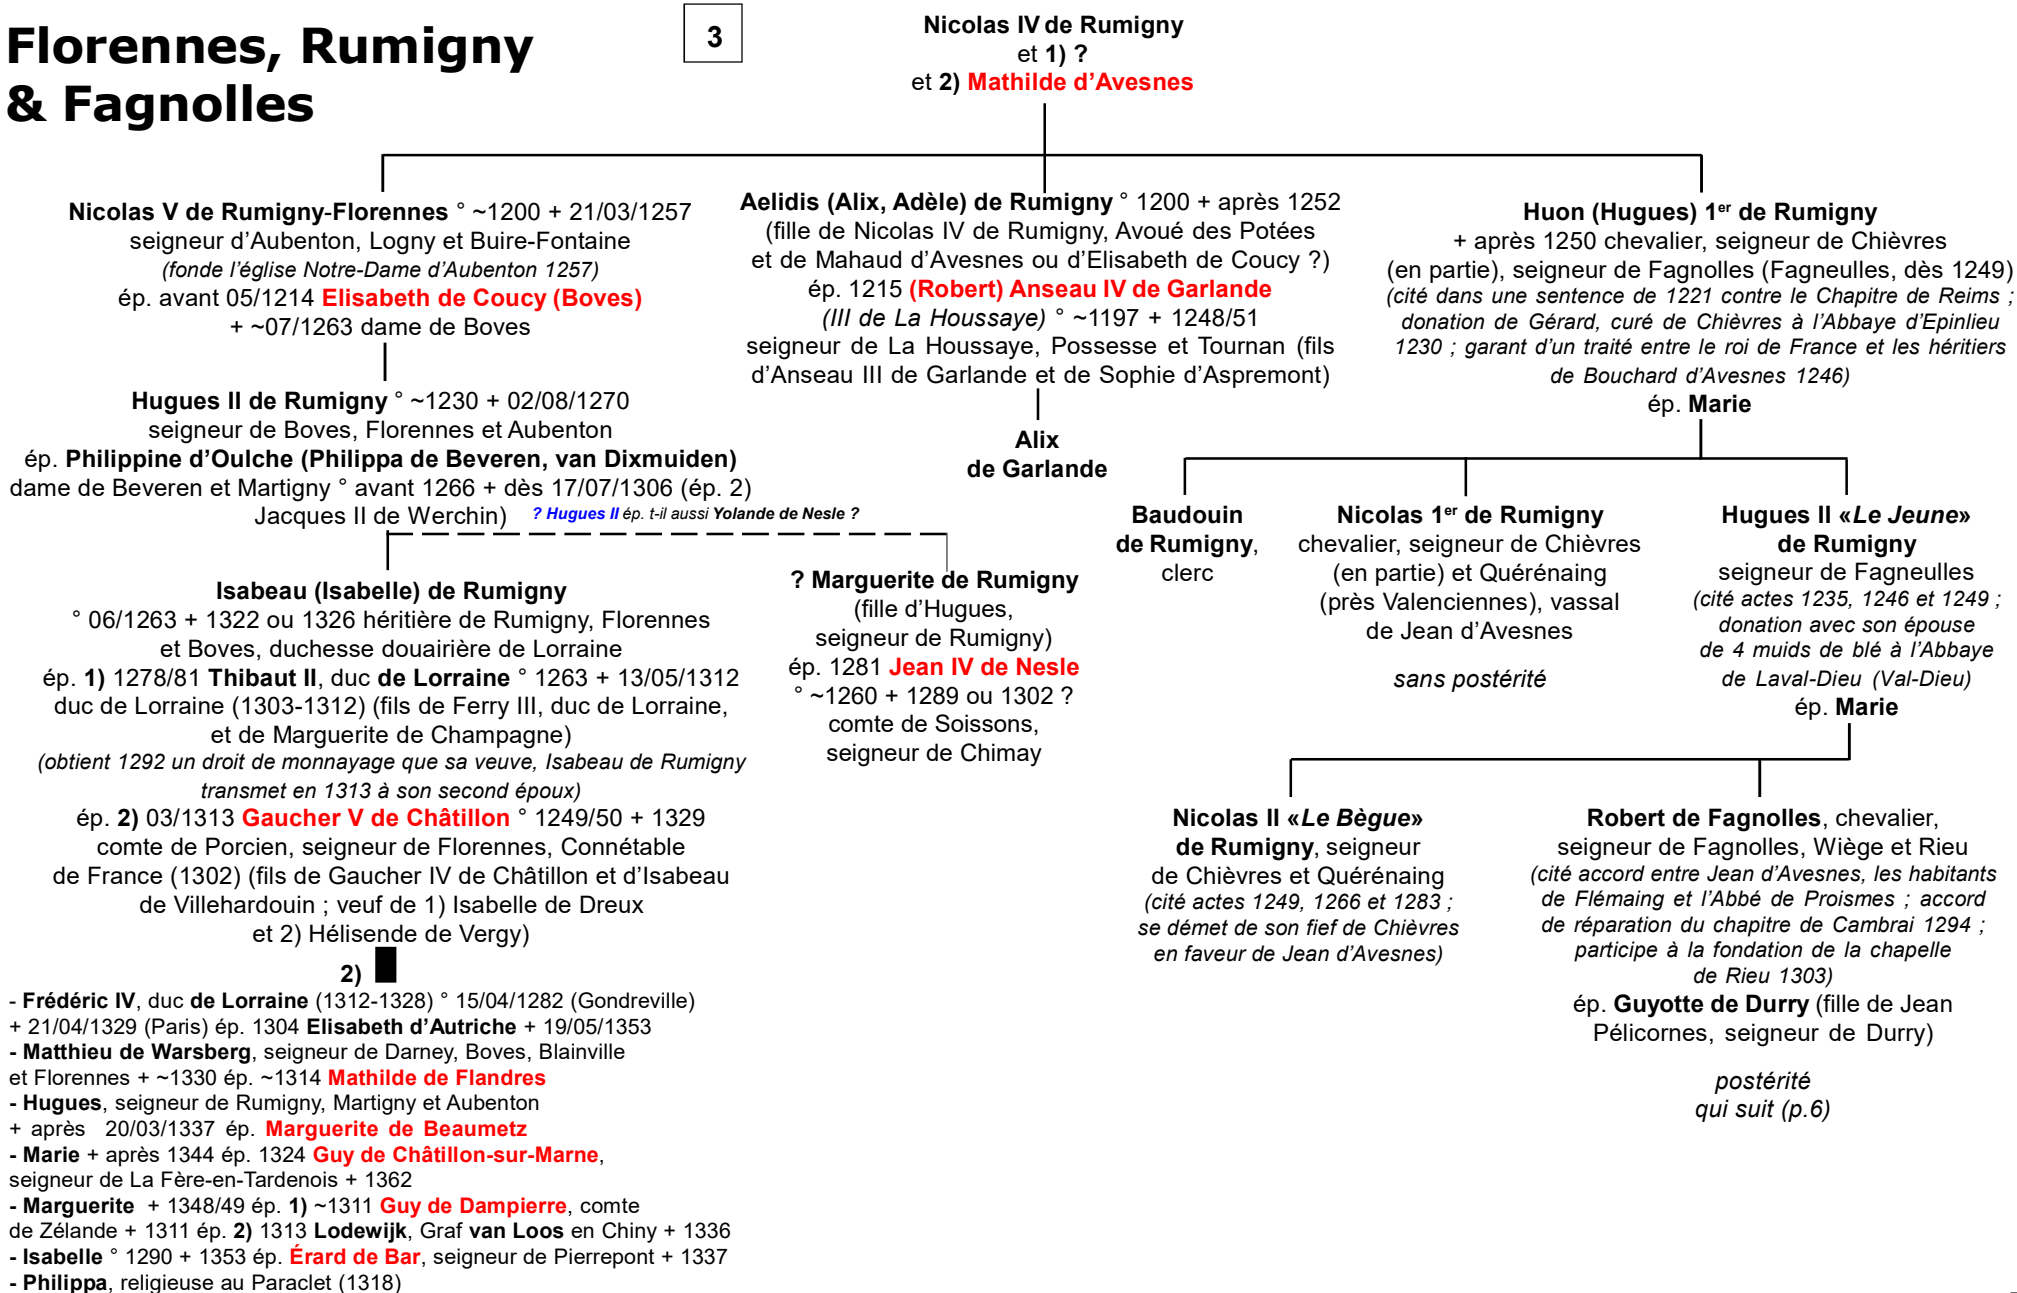 Florennes, Rumigny
& Fagnolles
3
Nicolas IV de Rumigny
et 1) ?
et 2) Mathilde d’Avesnes
Nicolas V de Rumigny-Florennes ° ~1200 + 21/03/1257
seigneur d’Aubenton, Logny et Buire-Fontaine
(fonde l’église Notre-Dame d’Aubenton 1257)
ép. avant 05/1214 Elisabeth de Coucy (Boves)
+ ~07/1263 dame de Boves
Aelidis (Alix, Adèle) de Rumigny ° 1200 + après 1252
(fille de Nicolas IV de Rumigny, Avoué des Potées
et de Mahaud d’Avesnes ou d’Elisabeth de Coucy ?)
ép. 1215 (Robert) Anseau IV de Garlande
(III de La Houssaye) ° ~1197 + 1248/51
seigneur de La Houssaye, Possesse et Tournan (fils
d’Anseau III de Garlande et de Sophie d’Aspremont)
Huon (Hugues) 1er de Rumigny
+ après 1250 chevalier, seigneur de Chièvres
(en partie), seigneur de Fagnolles (Fagneulles, dès 1249)
(cité dans une sentence de 1221 contre le Chapitre de Reims ;
donation de Gérard, curé de Chièvres à l’Abbaye d’Epinlieu
1230 ; garant d’un traité entre le roi de France et les héritiers
de Bouchard d’Avesnes 1246)
ép. Marie
Hugues II de Rumigny ° ~1230 + 02/08/1270
seigneur de Boves, Florennes et Aubenton
ép. Philippine d’Oulche (Philippa de Beveren, van Dixmuiden)
dame de Beveren et Martigny ° avant 1266 + dès 17/07/1306 (ép. 2)
Jacques II de Werchin)
? Hugues II ép. t-il aussi Yolande de Nesle ?
Alix
de Garlande
Baudouin
de Rumigny,
clerc
Nicolas 1er de Rumigny
chevalier, seigneur de Chièvres
(en partie) et Quérénaing
(près Valenciennes), vassal
de Jean d’Avesnes
sans postérité
Hugues II «Le Jeune»
de Rumigny
seigneur de Fagneulles
(cité actes 1235, 1246 et 1249 ;
donation avec son épouse
de 4 muids de blé à l’Abbaye
de Laval-Dieu (Val-Dieu)
ép. Marie
Isabeau (Isabelle) de Rumigny
° 06/1263 + 1322 ou 1326 héritière de Rumigny, Florennes
et Boves, duchesse douairière de Lorraine
ép. 1) 1278/81 Thibaut II, duc de Lorraine ° 1263 + 13/05/1312
duc de Lorraine (1303-1312) (fils de Ferry III, duc de Lorraine,
et de Marguerite de Champagne)
(obtient 1292 un droit de monnayage que sa veuve, Isabeau de Rumigny
transmet en 1313 à son second époux)
ép. 2) 03/1313 Gaucher V de Châtillon ° 1249/50 + 1329
comte de Porcien, seigneur de Florennes, Connétable
de France (1302) (fils de Gaucher IV de Châtillon et d’Isabeau
de Villehardouin ; veuf de 1) Isabelle de Dreux
et 2) Hélisende de Vergy)
? Marguerite de Rumigny
(fille d’Hugues,
seigneur de Rumigny)
ép. 1281 Jean IV de Nesle
° ~1260 + 1289 ou 1302 ?
comte de Soissons,
seigneur de Chimay
Nicolas II «Le Bègue»
de Rumigny, seigneur
de Chièvres et Quérénaing
(cité actes 1249, 1266 et 1283 ;
se démet de son fief de Chièvres
en faveur de Jean d’Avesnes)
Robert de Fagnolles, chevalier,
seigneur de Fagnolles, Wiège et Rieu
(cité accord entre Jean d’Avesnes, les habitants
de Flémaing et l’Abbé de Proismes ; accord
de réparation du chapitre de Cambrai 1294 ;
participe à la fondation de la chapelle
de Rieu 1303)
ép. Guyotte de Durry (fille de Jean
Pélicornes, seigneur de Durry)
postérité
qui suit (p.6)
2)
- Frédéric IV, duc de Lorraine (1312-1328) ° 15/04/1282 (Gondreville)
+ 21/04/1329 (Paris) ép. 1304 Elisabeth d’Autriche + 19/05/1353
- Matthieu de Warsberg, seigneur de Darney, Boves, Blainville
et Florennes + ~1330 ép. ~1314 Mathilde de Flandres
- Hugues, seigneur de Rumigny, Martigny et Aubenton
+ après 20/03/1337 ép. Marguerite de Beaumetz
- Marie + après 1344 ép. 1324 Guy de Châtillon-sur-Marne,
seigneur de La Fère-en-Tardenois + 1362
- Marguerite + 1348/49 ép. 1) ~1311 Guy de Dampierre, comte
de Zélande + 1311 ép. 2) 1313 Lodewijk, Graf van Loos en Chiny + 1336
- Isabelle ° 1290 + 1353 ép. Érard de Bar, seigneur de Pierrepont + 1337
- Philippa, religieuse au Paraclet (1318)